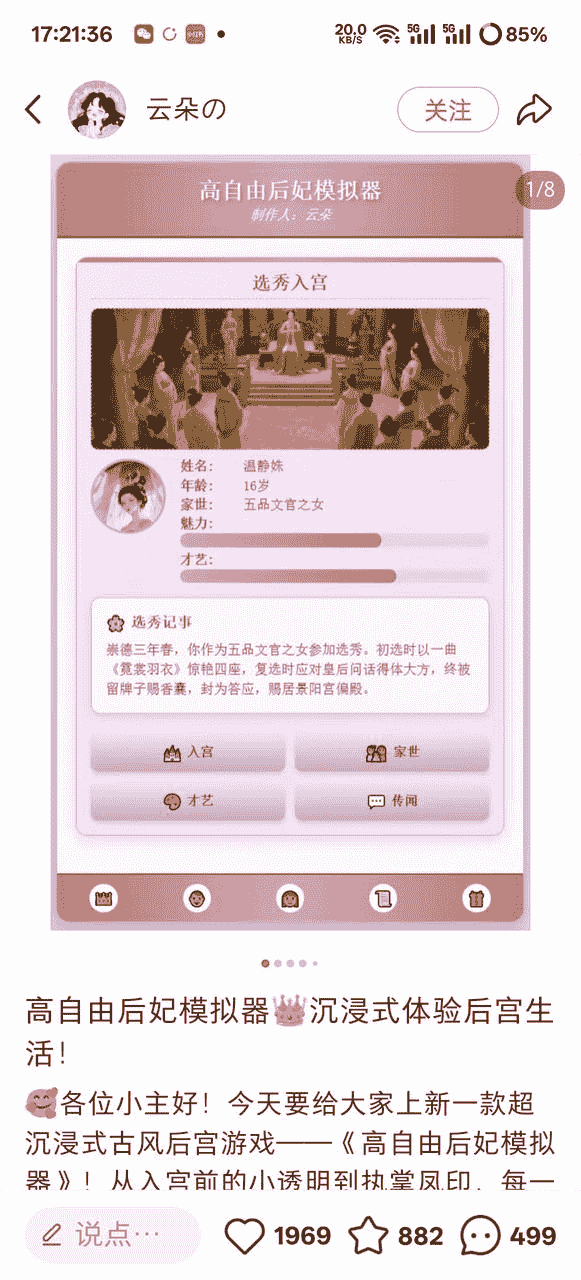 17:21:36
20.0 KB/S 5G 5G 85%
小红书
云朵の
关注
1/8
高自由后妃模拟器
制作人：云朵
选秀入宫
姓名： 温静姝
年龄： 16岁
家世： 五品文官之女
魅力：
才艺：
选秀记事
崇德三年春，你作为五品文官之女参加选秀。初选时以一曲
《霓裳羽衣》惊艳四座，复选时应对皇后问话得体大方，终被
留牌子赐香囊，封为答应，赐居景阳宫偏殿。
入宫 家世
才艺 传闻
高自由后妃模拟器👑沉浸式体验后宫生
活！
🥰各位小主好！今天要给大家上新一款超
沉浸式古风后宫游戏——《高自由后妃模拟
器》！从入宫前的小透明到执掌凤印，每一
说点…
1969 882 499